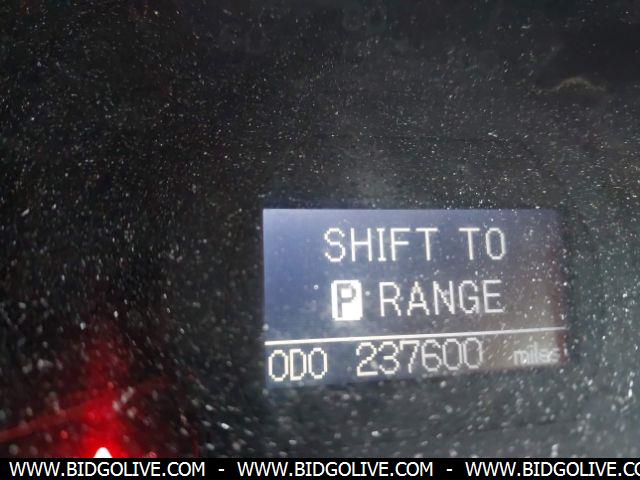 SHIFT TO
P RANGE
ODO 237600 miles
WWW.BIDGOLIVE.COM - WWW.BIDGOLIVE.COM - WWW.BIDGOLIVE.COM